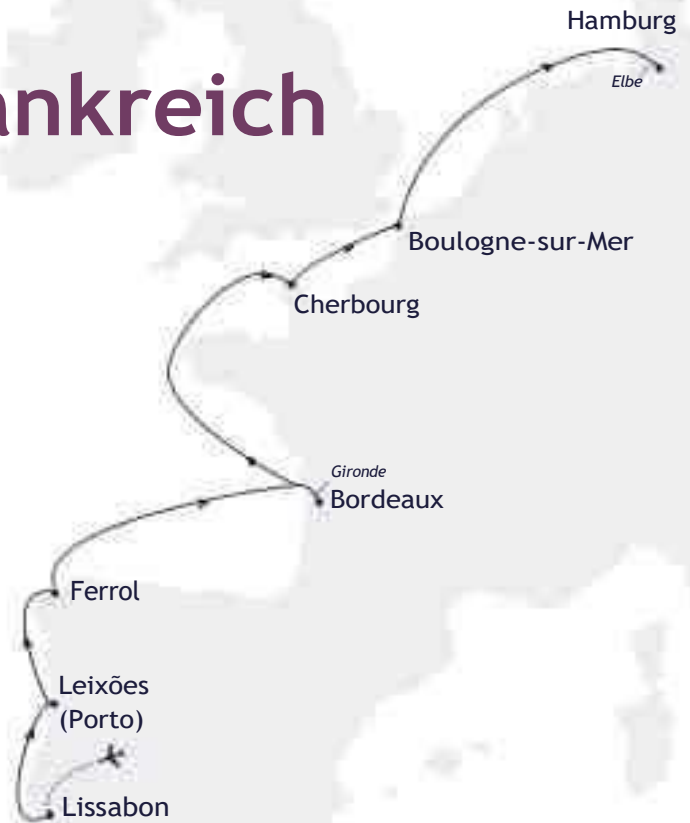 Hamburg
Elbe
ankreich
Boulogne-sur-Mer
Cherbourg
Gironde
Bordeaux
Ferrol
Leixões
(Porto)
Lissabon